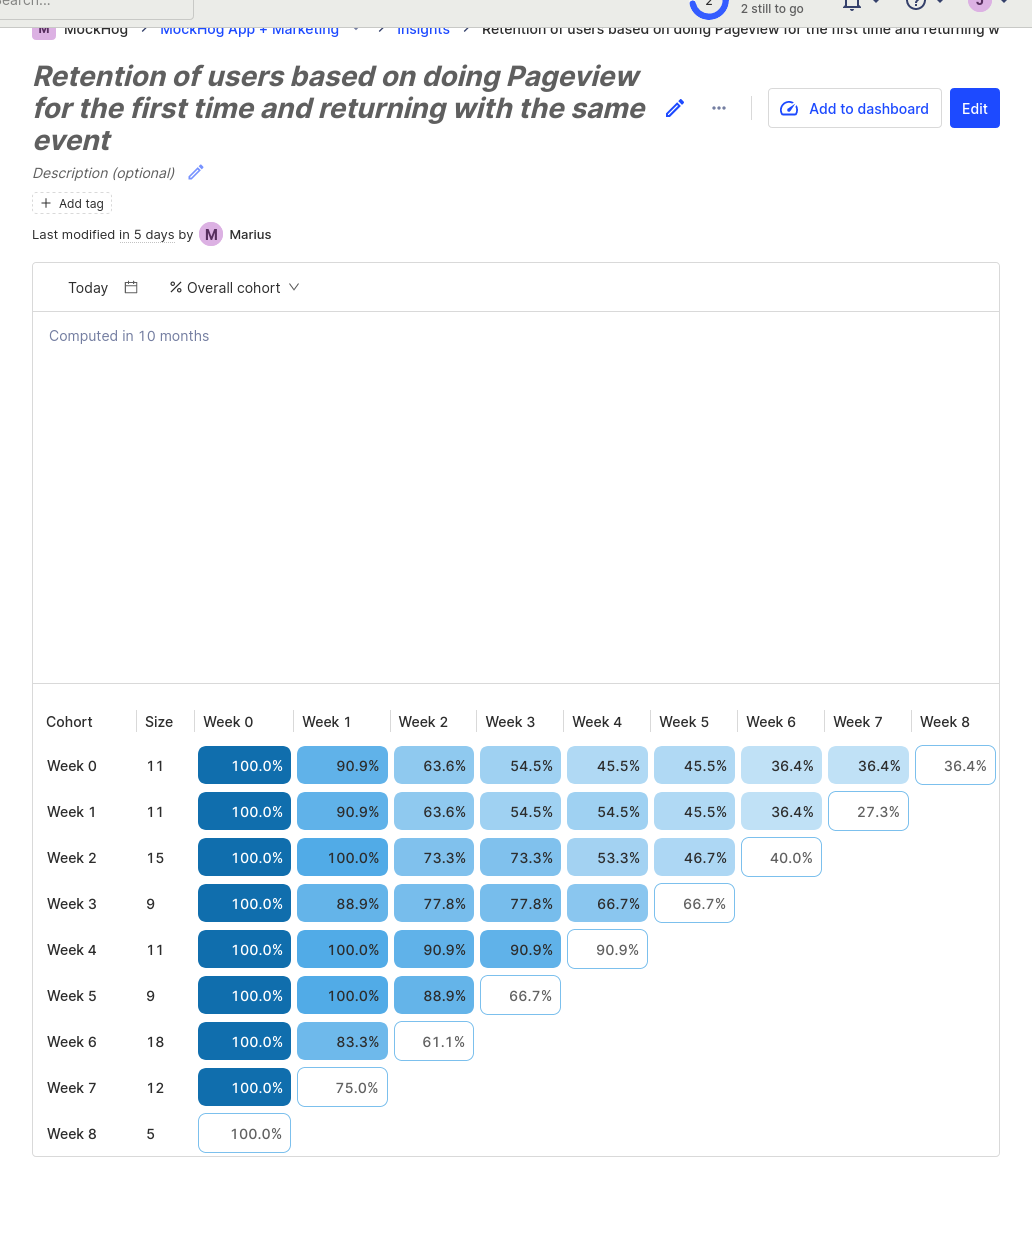 2
2 still to go
M MockHog MockHog App + Marketing Insights Retention of users based on doing Pageview for the first time and returning w
Retention of users based on doing Pageview
for the first time and returning with the same
event
Add to dashboard
Edit
Description (optional)
+ Add tag
Last modified in 5 days by M Marius
Today % Overall cohort
Computed in 10 months
Cohort Size Week 0 Week 1 Week 2 Week 3 Week 4 Week 5 Week 6 Week 7 Week 8
Week 0 11 100.0% 90.9% 63.6% 54.5% 45.5% 45.5% 36.4% 36.4% 36.4%
Week 1 11 100.0% 90.9% 63.6% 54.5% 54.5% 45.5% 36.4% 27.3%
Week 2 15 100.0% 100.0% 73.3% 73.3% 53.3% 46.7% 40.0%
Week 3 9 100.0% 88.9% 77.8% 77.8% 66.7% 66.7%
Week 4 11 100.0% 100.0% 90.9% 90.9% 90.9%
Week 5 9 100.0% 100.0% 88.9% 66.7%
Week 6 18 100.0% 83.3% 61.1%
Week 7 12 100.0% 75.0%
Week 8 5 100.0%